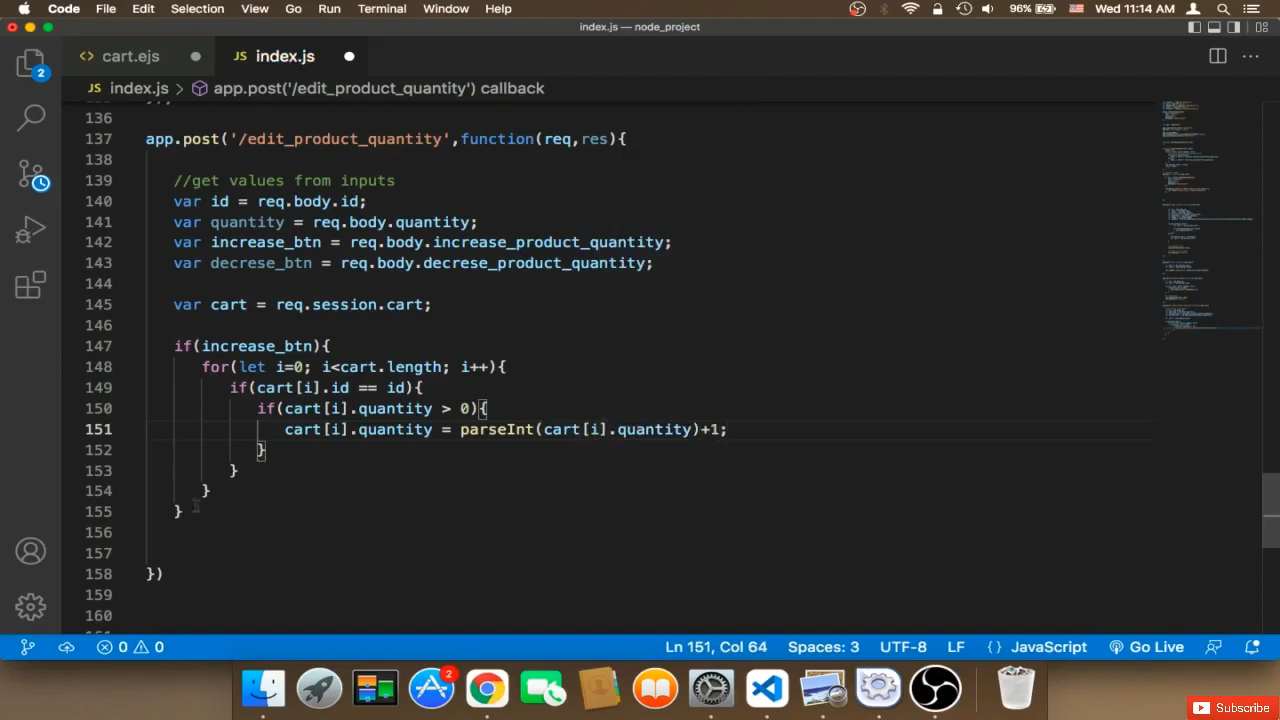 Code File Edit Selection View Go Run Terminal Window Help 96% Wed 11:14 AM
index.js — node_project
cart.ejs JS index.js
JS index.js > app.post('/edit_product_quantity') callback
2
136
137 app.post('/edit_product_quantity',function(req,res){
138
139 //get values from inputs
140 var id = req.body.id;
141 var quantity = req.body.quantity;
142 var increase_btn = req.body.increase_product_quantity;
143 var decrese_btn = req.body.decrese_product_quantity;
144
145 var cart = req.session.cart;
146
147 if(increase_btn){
148 for(let i=0; i<cart.length; i++){
149 if(cart[i].id == id){
150 if(cart[i].quantity > 0){
151 cart[i].quantity = parseInt(cart[i].quantity)+1;
152 }
153 }
154 }
155 }
156
157
158 })
159
160
0 0 Ln 151, Col 64 Spaces: 3 UTF-8 LF {} JavaScript Go Live
2
Subscribe